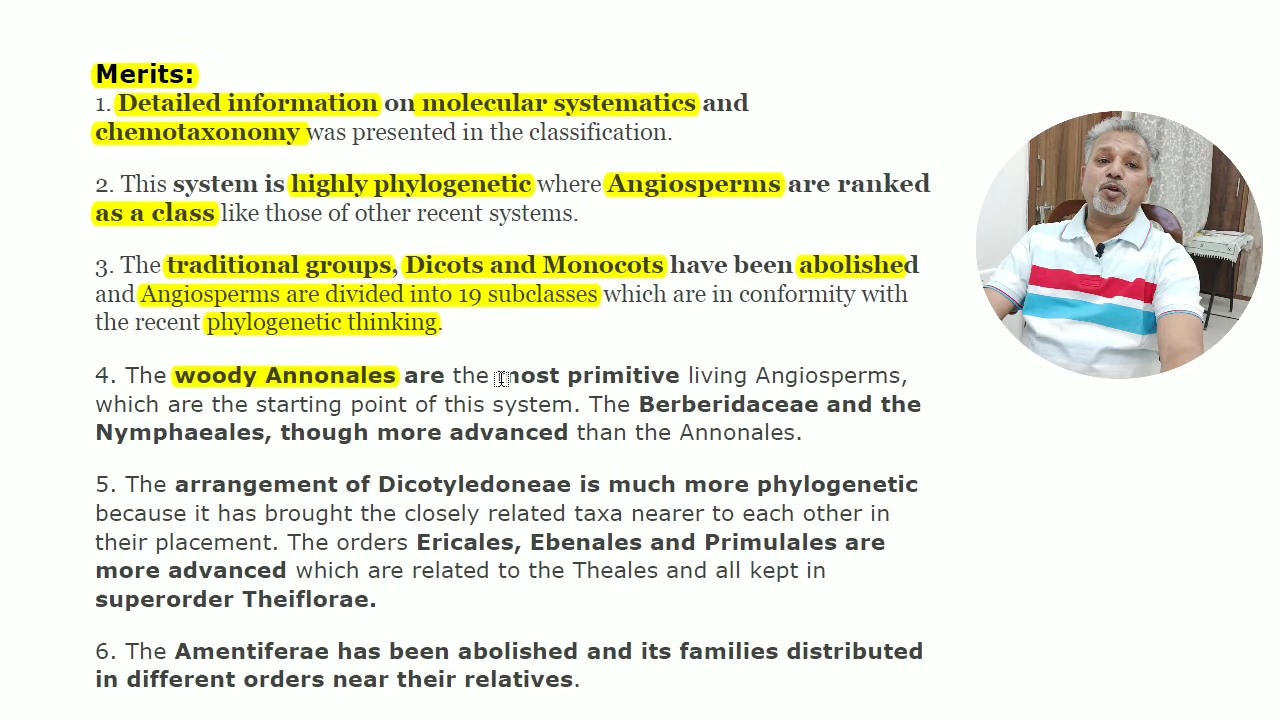 Merits:
1. Detailed information on molecular systematics and
chemotaxonomy was presented in the classification.
2. This system is highly phylogenetic where Angiosperms are ranked
as a class like those of other recent systems.
3. The traditional groups, Dicots and Monocots have been abolished
and Angiosperms are divided into 19 subclasses which are in conformity with
the recent phylogenetic thinking.
4. The woody Annonales are the most primitive living Angiosperms,
which are the starting point of this system. The Berberidaceae and the
Nymphaeales, though more advanced than the Annonales.
5. The arrangement of Dicotyledoneae is much more phylogenetic
because it has brought the closely related taxa nearer to each other in
their placement. The orders Ericales, Ebenales and Primulales are
more advanced which are related to the Theales and all kept in
superorder Theiflorae.
6. The Amentiferae has been abolished and its families distributed
in different orders near their relatives.